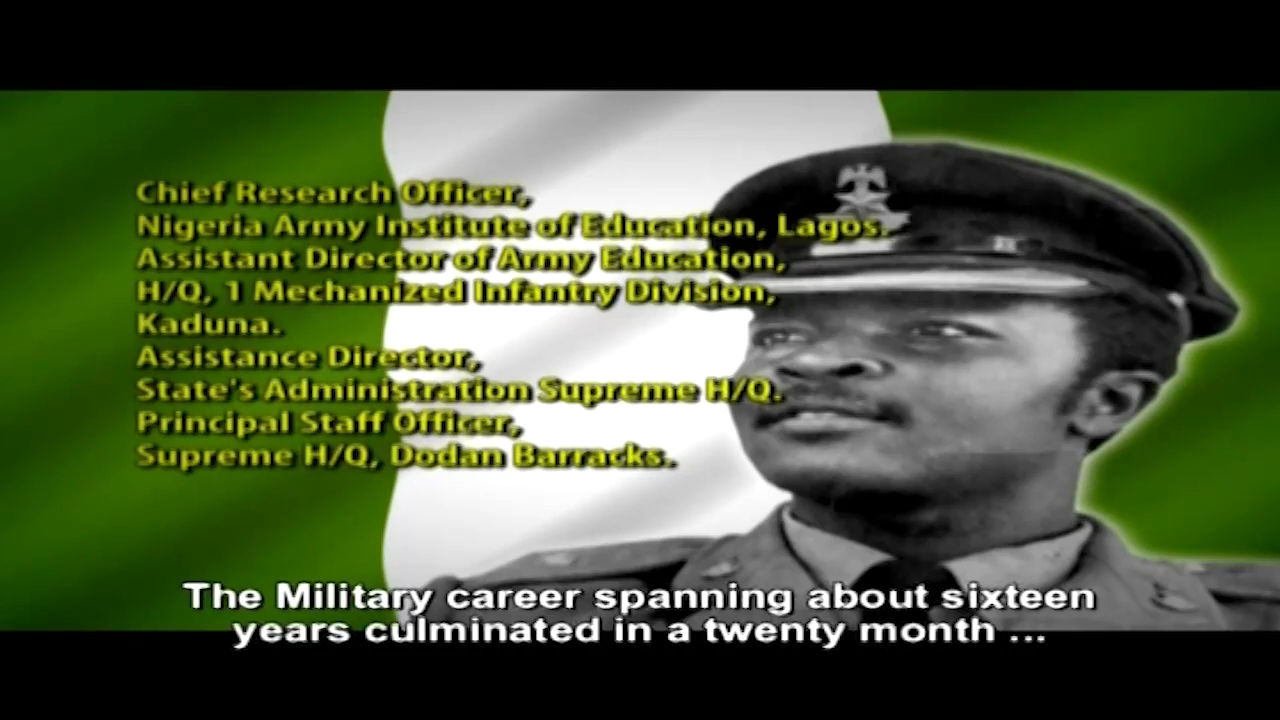 Chief Research Officer,
Nigeria Army Institute of Education, Lagos.
Assistant Director of Army Education,
H/Q, 1 Mechanized Infantry Division,
Kaduna.
Assistance Director,
State's Administration Supreme H/Q.
Principal Staff Officer,
Supreme H/Q, Dodan Barracks.
The Military career spanning about sixteen
years culminated in a twenty month ...